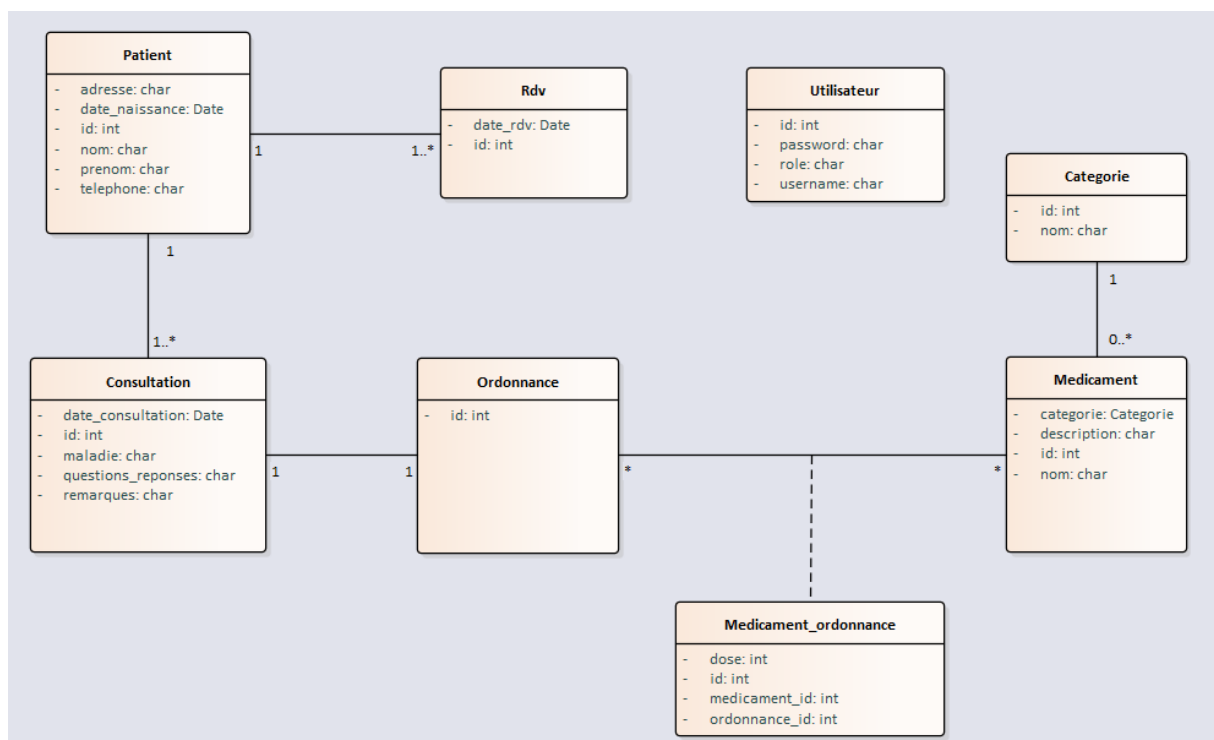 Patient
- adresse: char
- date_naissance: Date
- id: int
- nom: char
- prenom: char
- telephone: char
1
1..*
Rdv
- date_rdv: Date
- id: int
Utilisateur
- id: int
- password: char
- role: char
- username: char
Categorie
- id: int
- nom: char
1
0..*
1
1..*
Consultation
- date_consultation: Date
- id: int
- maladie: char
- questions_reponses: char
- remarques: char
1
1
Ordonnance
- id: int
*
*
Medicament
- categorie: Categorie
- description: char
- id: int
- nom: char
Medicament_ordonnance
- dose: int
- id: int
- medicament_id: int
- ordonnance_id: int